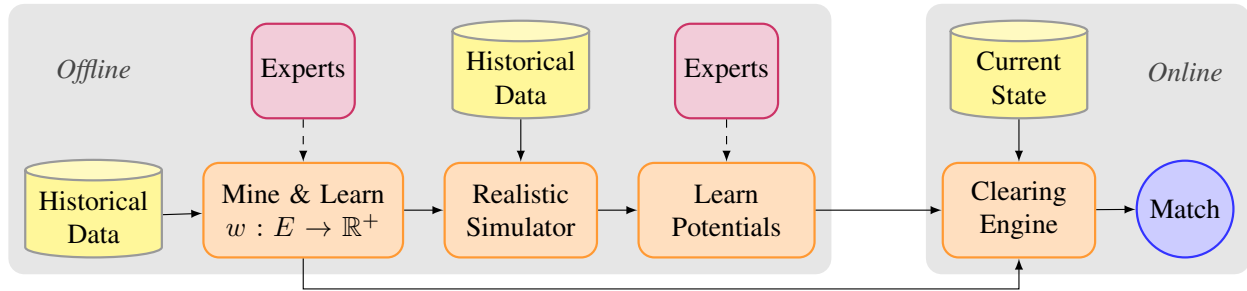 Offline
Experts
Historical
Data
Experts
Current
State
Online
Historical
Data
Mine & Learn
w : E → ℝ⁺
Realistic
Simulator
Learn
Potentials
Clearing
Engine
Match